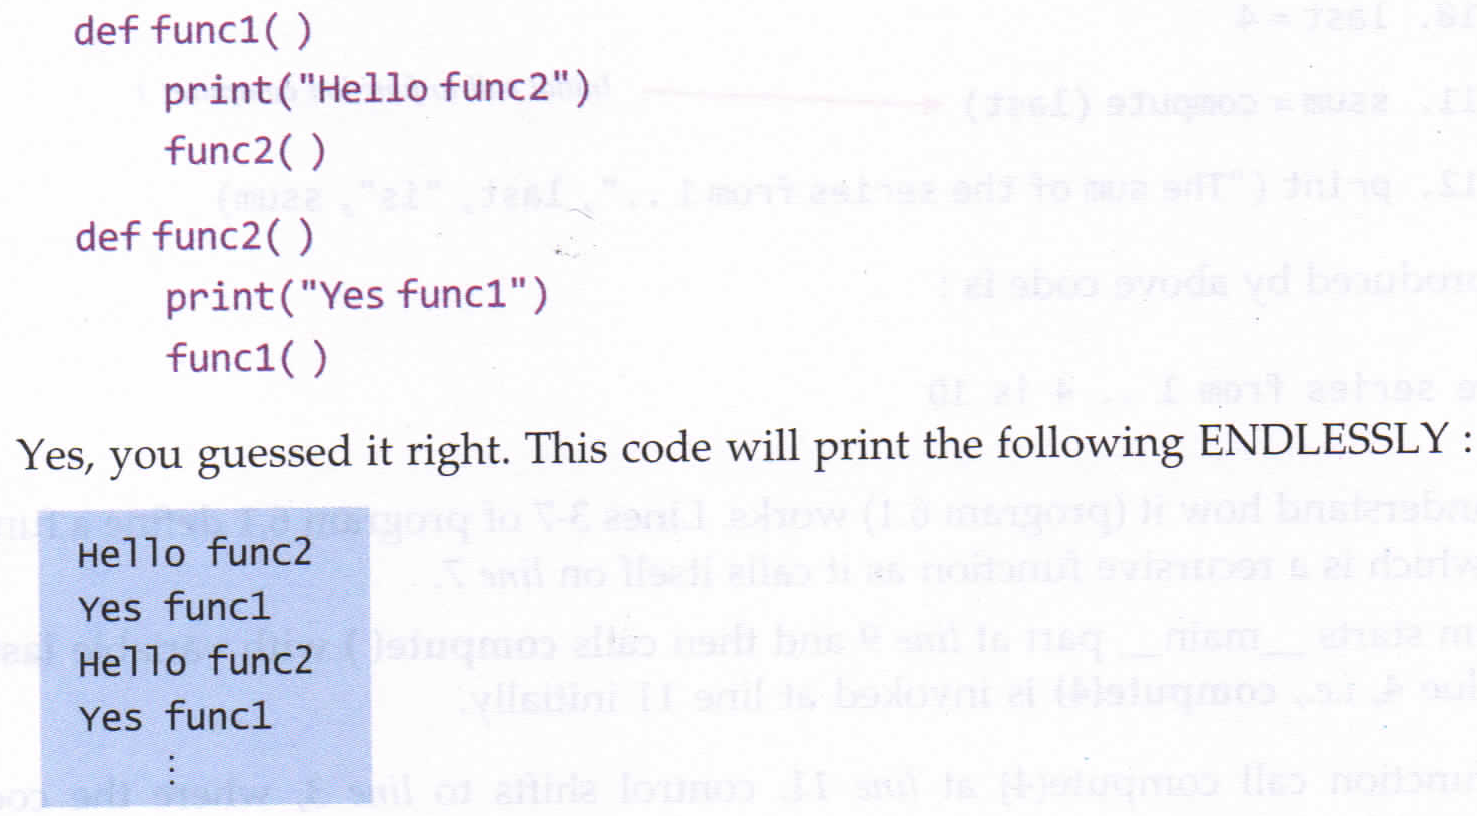 def func1( )
print("Hello func2")
func2( )
def func2( )
print("Yes func1")
func1( )
Yes, you guessed it right. This code will print the following ENDLESSLY :
Hello func2
Yes func1
Hello func2
Yes func1
⋮